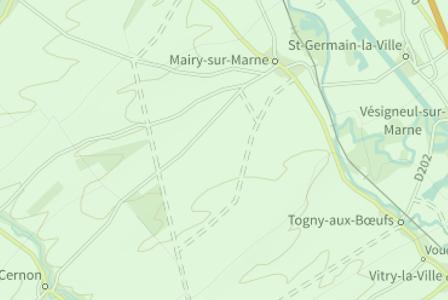 St-Germain-la-Ville
Mairy-sur-Marne
Vésigneul-sur-
Marne
D202
Togny-aux-Bœufs
Cernon
Vitry-la-Ville